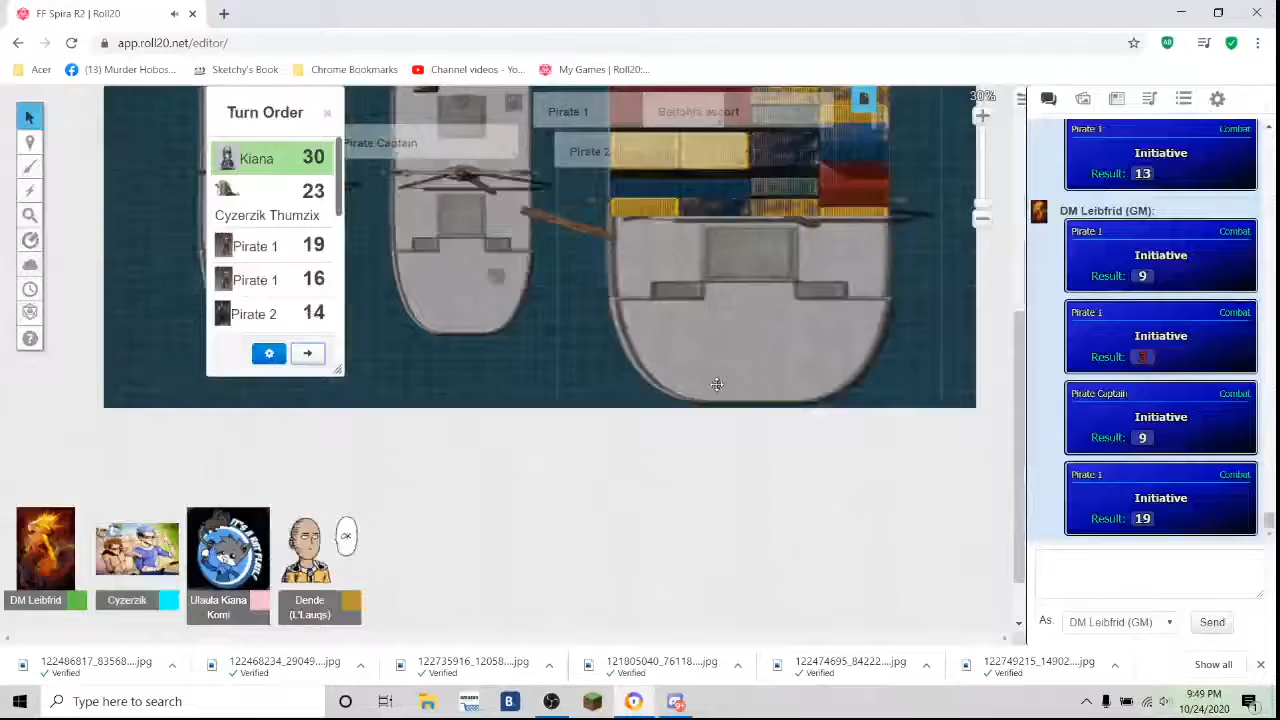 FF Spira R2 | Roll20
app.roll20.net/editor/
Acer
(13) Murder Hobos...
Sketchy's Book
Chrome Bookmarks
Channel videos - Yo...
My Games | Roll20:...
Turn Order
Kiana 30
23
Cyzerzik Thumzix
Pirate 1 19
Pirate 1 16
Pirate 2 14
Pirate Captain
Pirate 1
Pirate 2
30%
Pirate 1 Combat
Initiative
Result: 13
DM Leibfrid (GM):
Pirate 1 Combat
Initiative
Result: 9
Pirate 1 Combat
Initiative
Result: 3
Pirate Captain Combat
Initiative
Result: 9
Pirate 1 Combat
Initiative
Result: 19
As: DM Leibfrid (GM)
Send
OK
DM Leibfrid
Cyzerzik
Ulaula Kiana
Komi
Dende
(L'Lauqs)
122486817_83568....jpg
Verified
122468234_29049....jpg
Verified
122735916_12058....jpg
Verified
121805040_76118....jpg
Verified
122474695_84222....jpg
Verified
122749215_14902....jpg
Verified
Show all
Type here to search
9:49 PM
10/24/2020